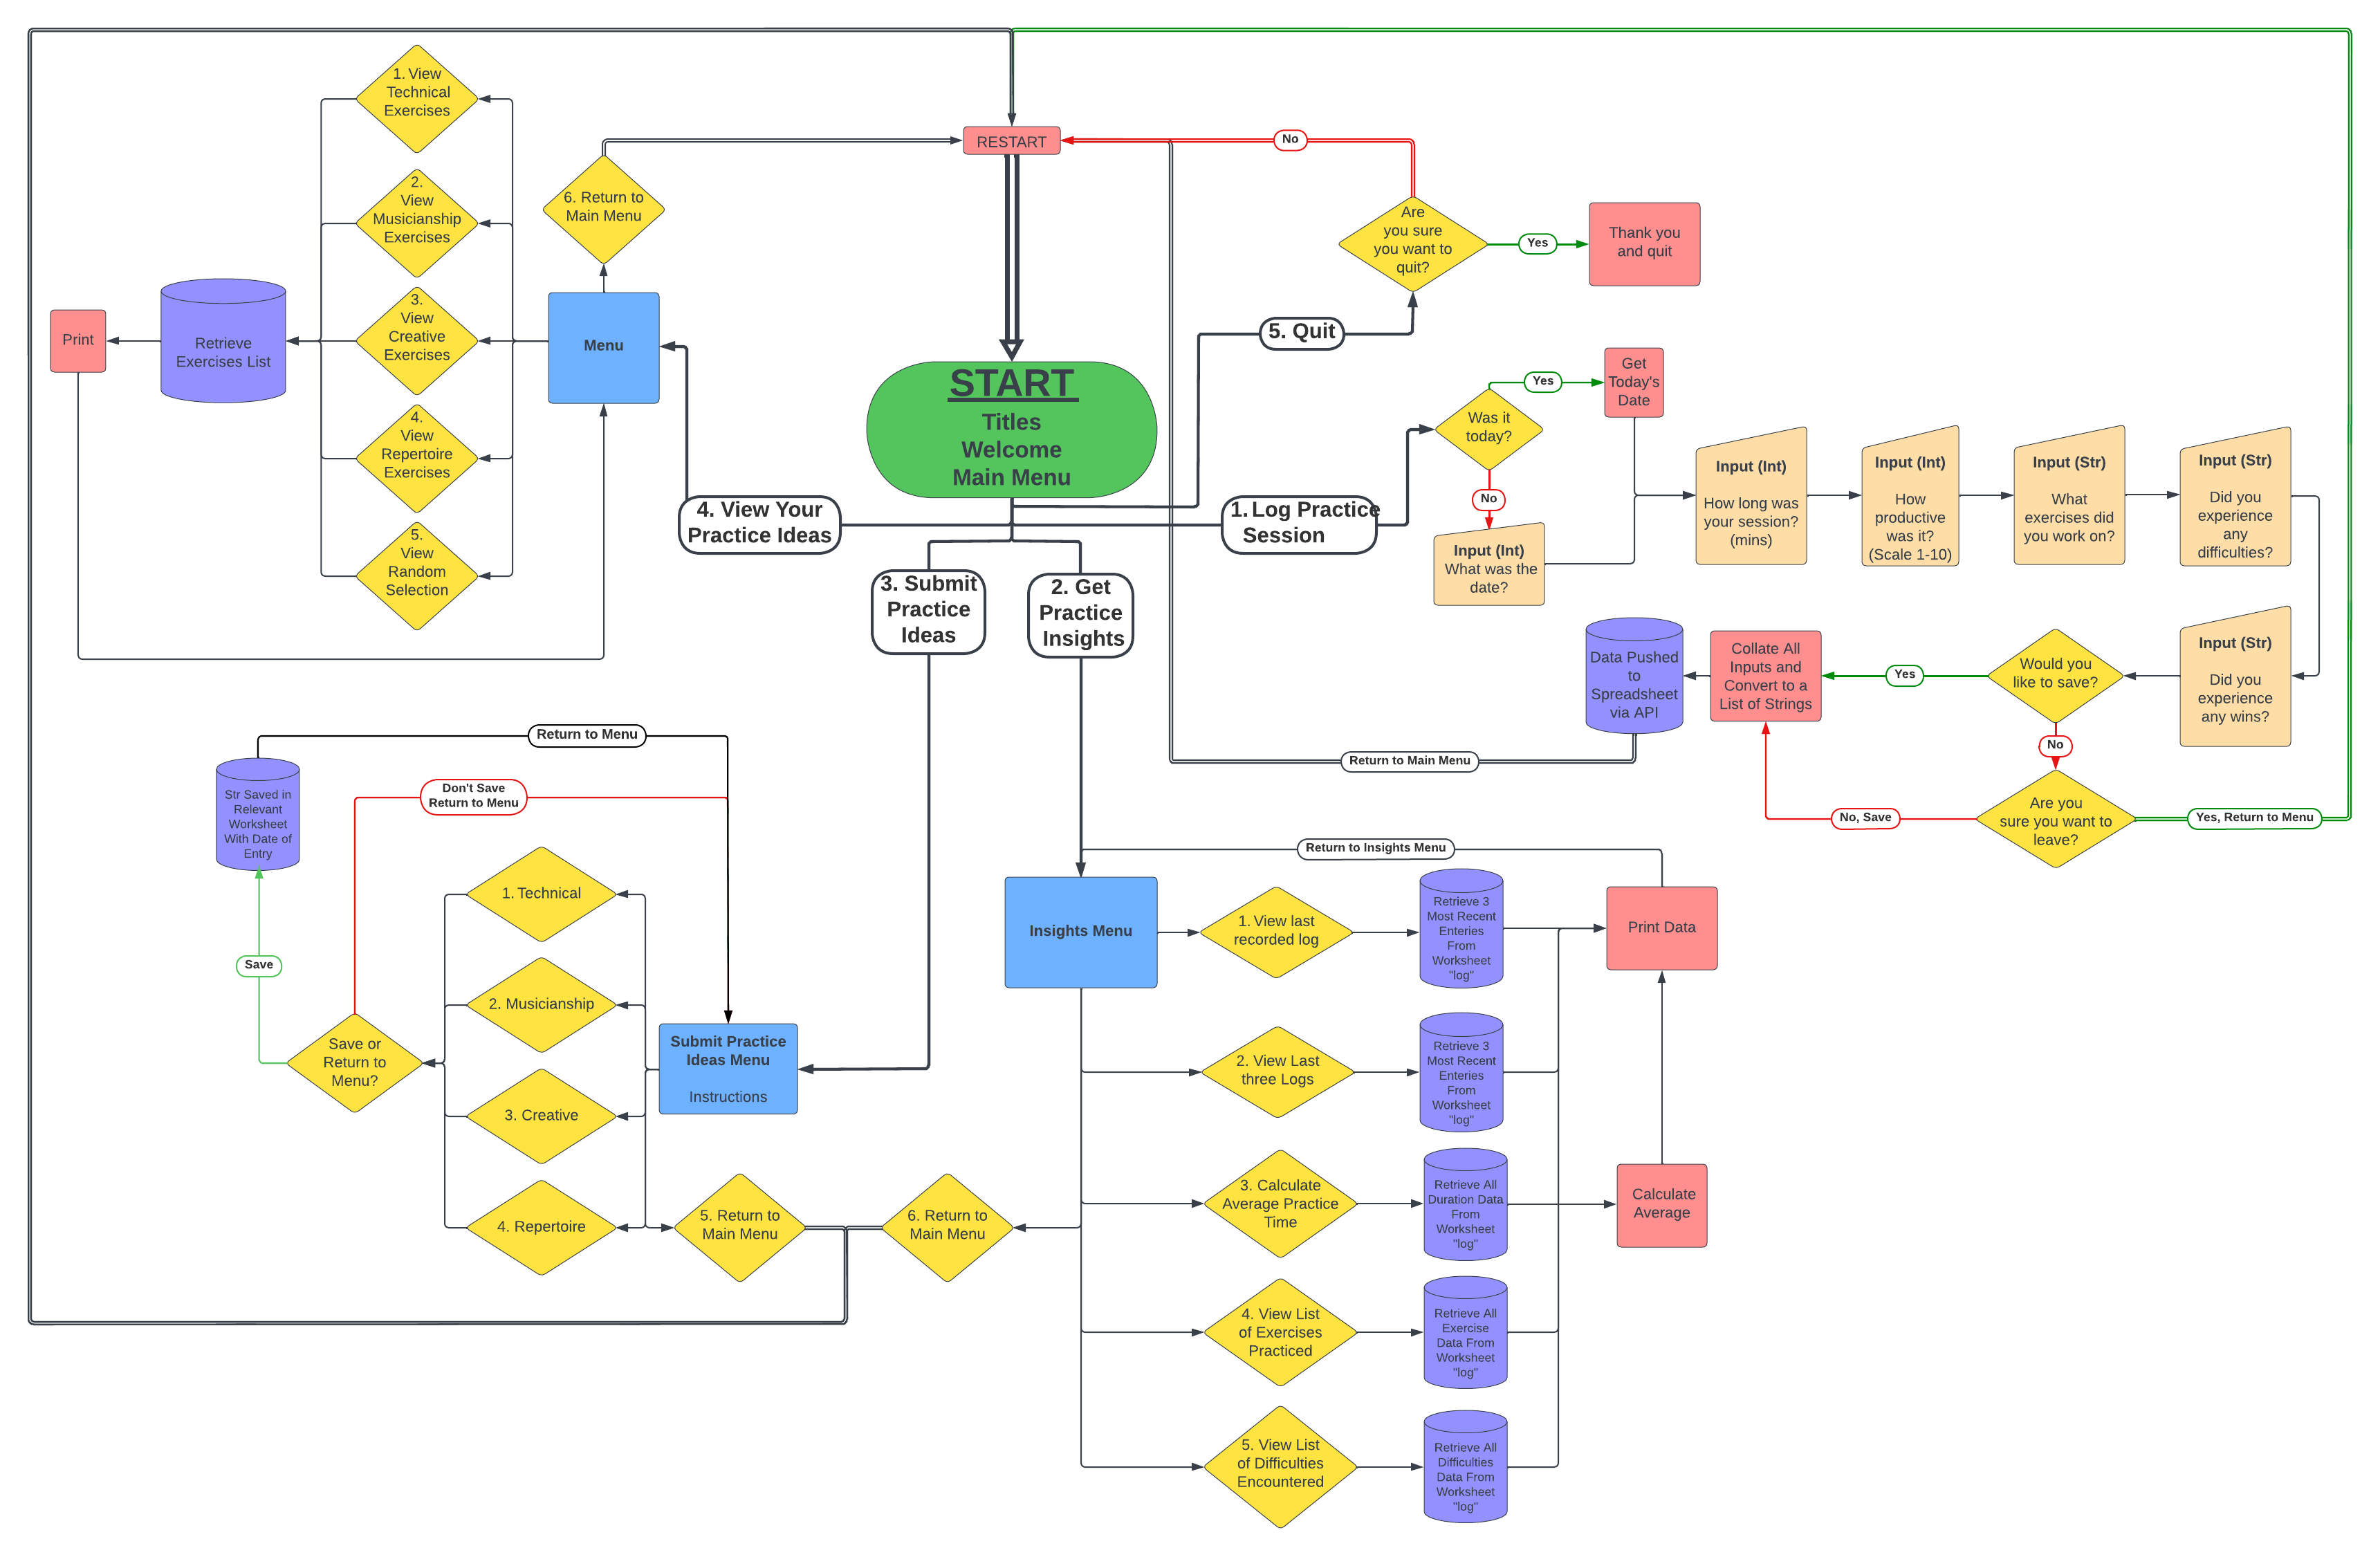 1. View
Technical
Exercises
2.
View
Musicianship
Exercises
3.
View
Creative
Exercises
4.
View
Repertoire
Exercises
5.
View
Random
Selection
Print
Retrieve
Exercises List
Menu
6. Return to
Main Menu
RESTART
START
Titles
Welcome
Main Menu
No
Are
you sure
you want to
quit?
Yes
Thank you
and quit
5. Quit
4. View Your
Practice Ideas
1. Log Practice
Session
3. Submit
Practice
Ideas
2. Get
Practice
Insights
Was it
today?
Yes
Get
Today's
Date
No
Input (Int)
What was the
date?
Input (Int)
How long was
your session?
(mins)
Input (Int)
How
productive
was it?
(Scale 1-10)
Input (Str)
What
exercises did
you work on?
Input (Str)
Did you
experience
any
difficulties?
Input (Str)
Did you
experience
any wins?
Would you
like to save?
Yes
Collate All
Inputs and
Convert to a
List of Strings
Data Pushed
to
Spreadsheet
via API
Return to Main Menu
No
Are you
sure you want to
leave?
No, Save
Yes, Return to Menu
Return to Menu
Don't Save
Return to Menu
Str Saved in
Relevant
Worksheet
With Date of
Entry
Save
Save or
Return to
Menu?
1. Technical
2. Musicianship
3. Creative
4. Repertoire
Submit Practice
Ideas Menu
Instructions
5. Return to
Main Menu
6. Return to
Main Menu
Return to Insights Menu
Insights Menu
1. View last
recorded log
Retrieve 3
Most Recent
Enteries
From
Worksheet
"log"
Print Data
2. View Last
three Logs
Retrieve 3
Most Recent
Enteries
From
Worksheet
"log"
3. Calculate
Average Practice
Time
Retrieve All
Duration Data
From
Worksheet
"log"
Calculate
Average
4. View List
of Exercises
Practiced
Retrieve All
Exercise
Data From
Worksheet
"log"
5. View List
of Difficulties
Encountered
Retrieve All
Difficulties
Data From
Worksheet
"log"